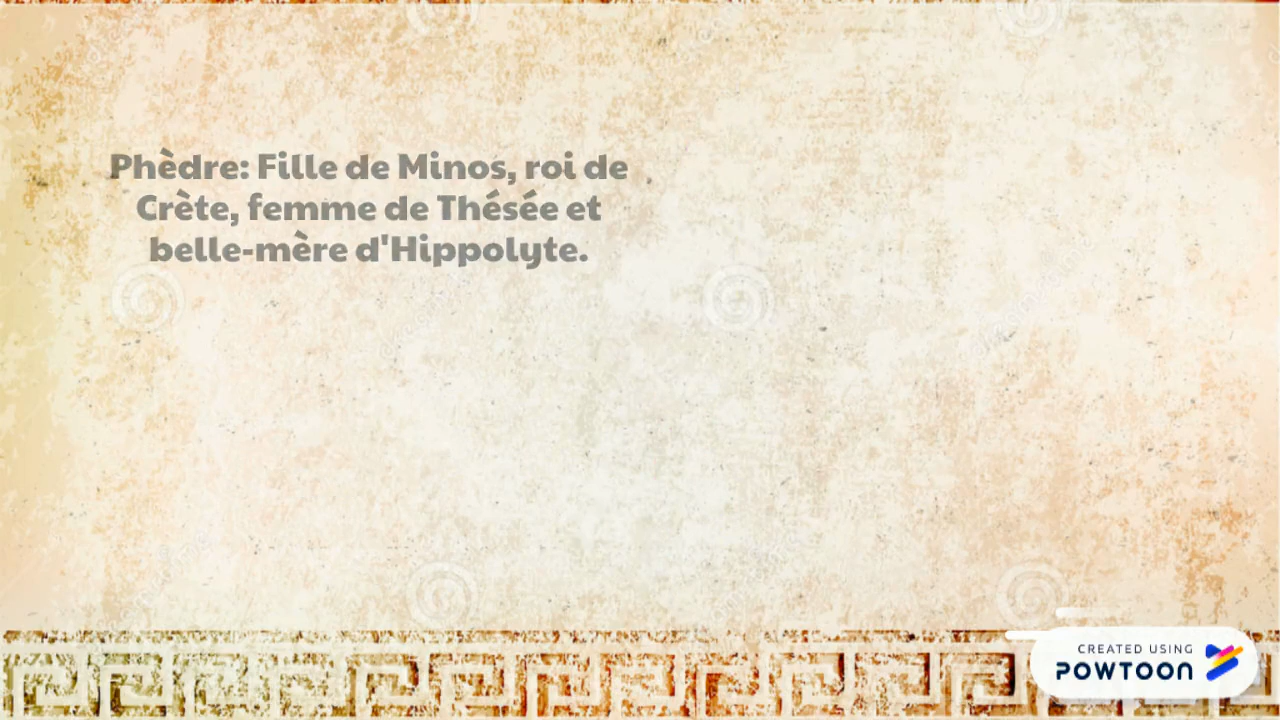 Phèdre: Fille de Minos, roi de
Crète, femme de Thésée et
belle-mère d'Hippolyte.
CREATED USING
POWTOON